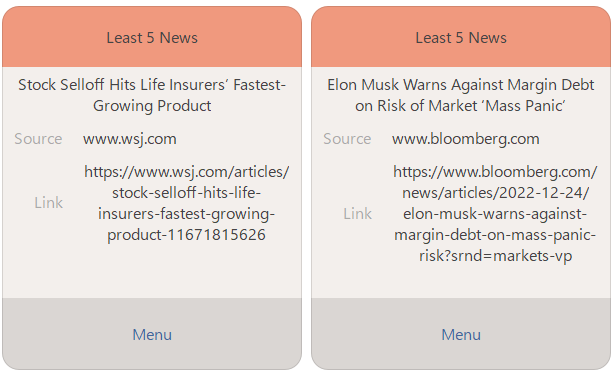 Least 5 News
Stock Selloff Hits Life Insurers’ Fastest-
Growing Product
Source www.wsj.com
Link https://www.wsj.com/articles/
stock-selloff-hits-life-
insurers-fastest-growing-
product-11671815626
Menu
Least 5 News
Elon Musk Warns Against Margin Debt
on Risk of Market ‘Mass Panic’
Source www.bloomberg.com
Link https://www.bloomberg.com/
news/articles/2022-12-24/
elon-musk-warns-against-
margin-debt-on-mass-panic-
risk?srnd=markets-vp
Menu